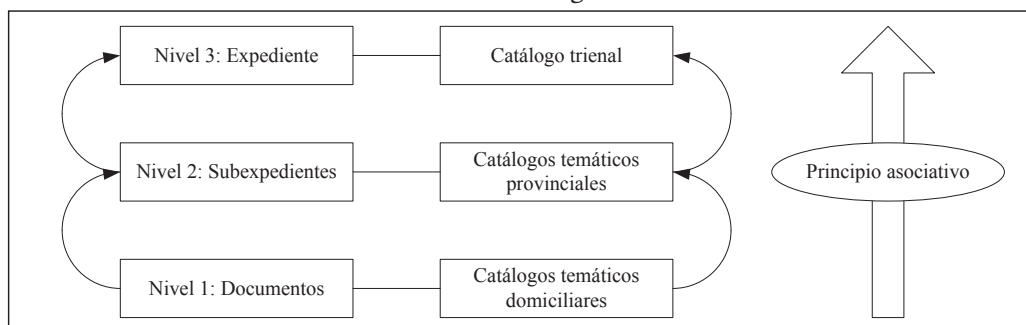 Nivel 3: Expediente
Catálogo trienal
Nivel 2: Subexpedientes
Catálogos temáticos
provinciales
Principio asociativo
Nivel 1: Documentos
Catálogos temáticos
domiciliares